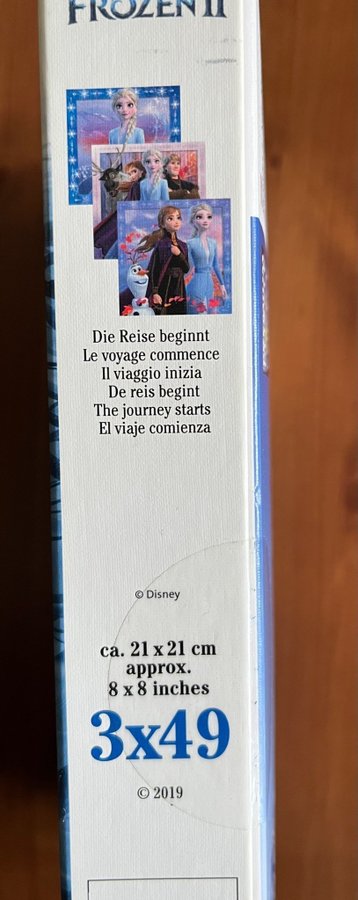 FROZEN II
Die Reise beginnt
Le voyage commence
Il viaggio inizia
De reis begint
The journey starts
El viaje comienza
© Disney
ca. 21 x 21 cm
approx.
8 x 8 inches
3x49
© 2019